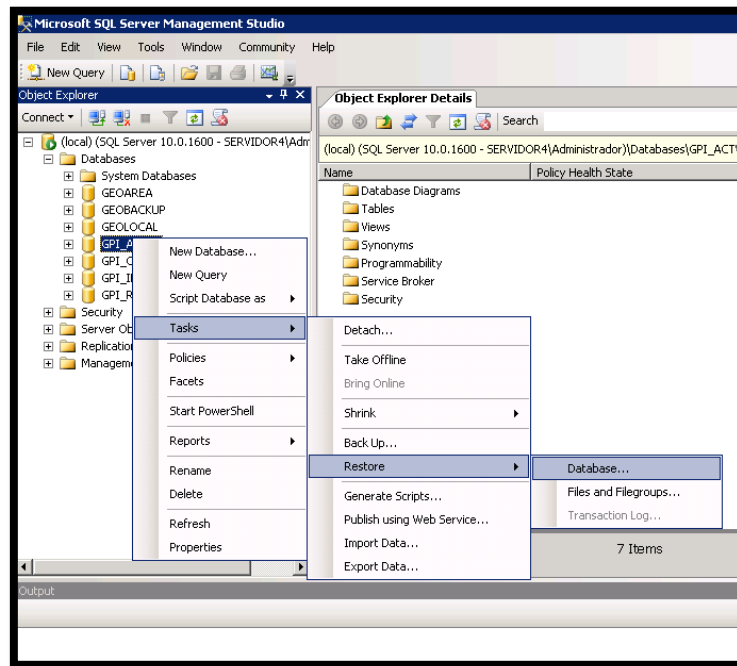 Microsoft SQL Server Management Studio
File Edit View Tools Window Community Help
New Query
Object Explorer
Connect
(local) (SQL Server 10.0.1600 - SERVIDOR4\Adm
Databases
System Databases
GEOAREA
GEOBACKUP
GEOLOCAL
GPI_A
GPI_C
GPI_I
GPI_R
Security
Server Ob
Replication
Managem
Object Explorer Details
Search
(local) (SQL Server 10.0.1600 - SERVIDOR4\Administrador)\Databases\GPI_ACT
Name Policy Health State
Database Diagrams
Tables
Views
Synonyms
Programmability
Service Broker
Security
New Database...
New Query
Script Database as
Tasks
Policies
Facets
Start PowerShell
Reports
Rename
Delete
Refresh
Properties
Detach...
Take Offline
Bring Online
Shrink
Back Up...
Restore
Generate Scripts...
Publish using Web Service...
Import Data...
Export Data...
Database...
Files and Filegroups...
Transaction Log...
7 Items
Output